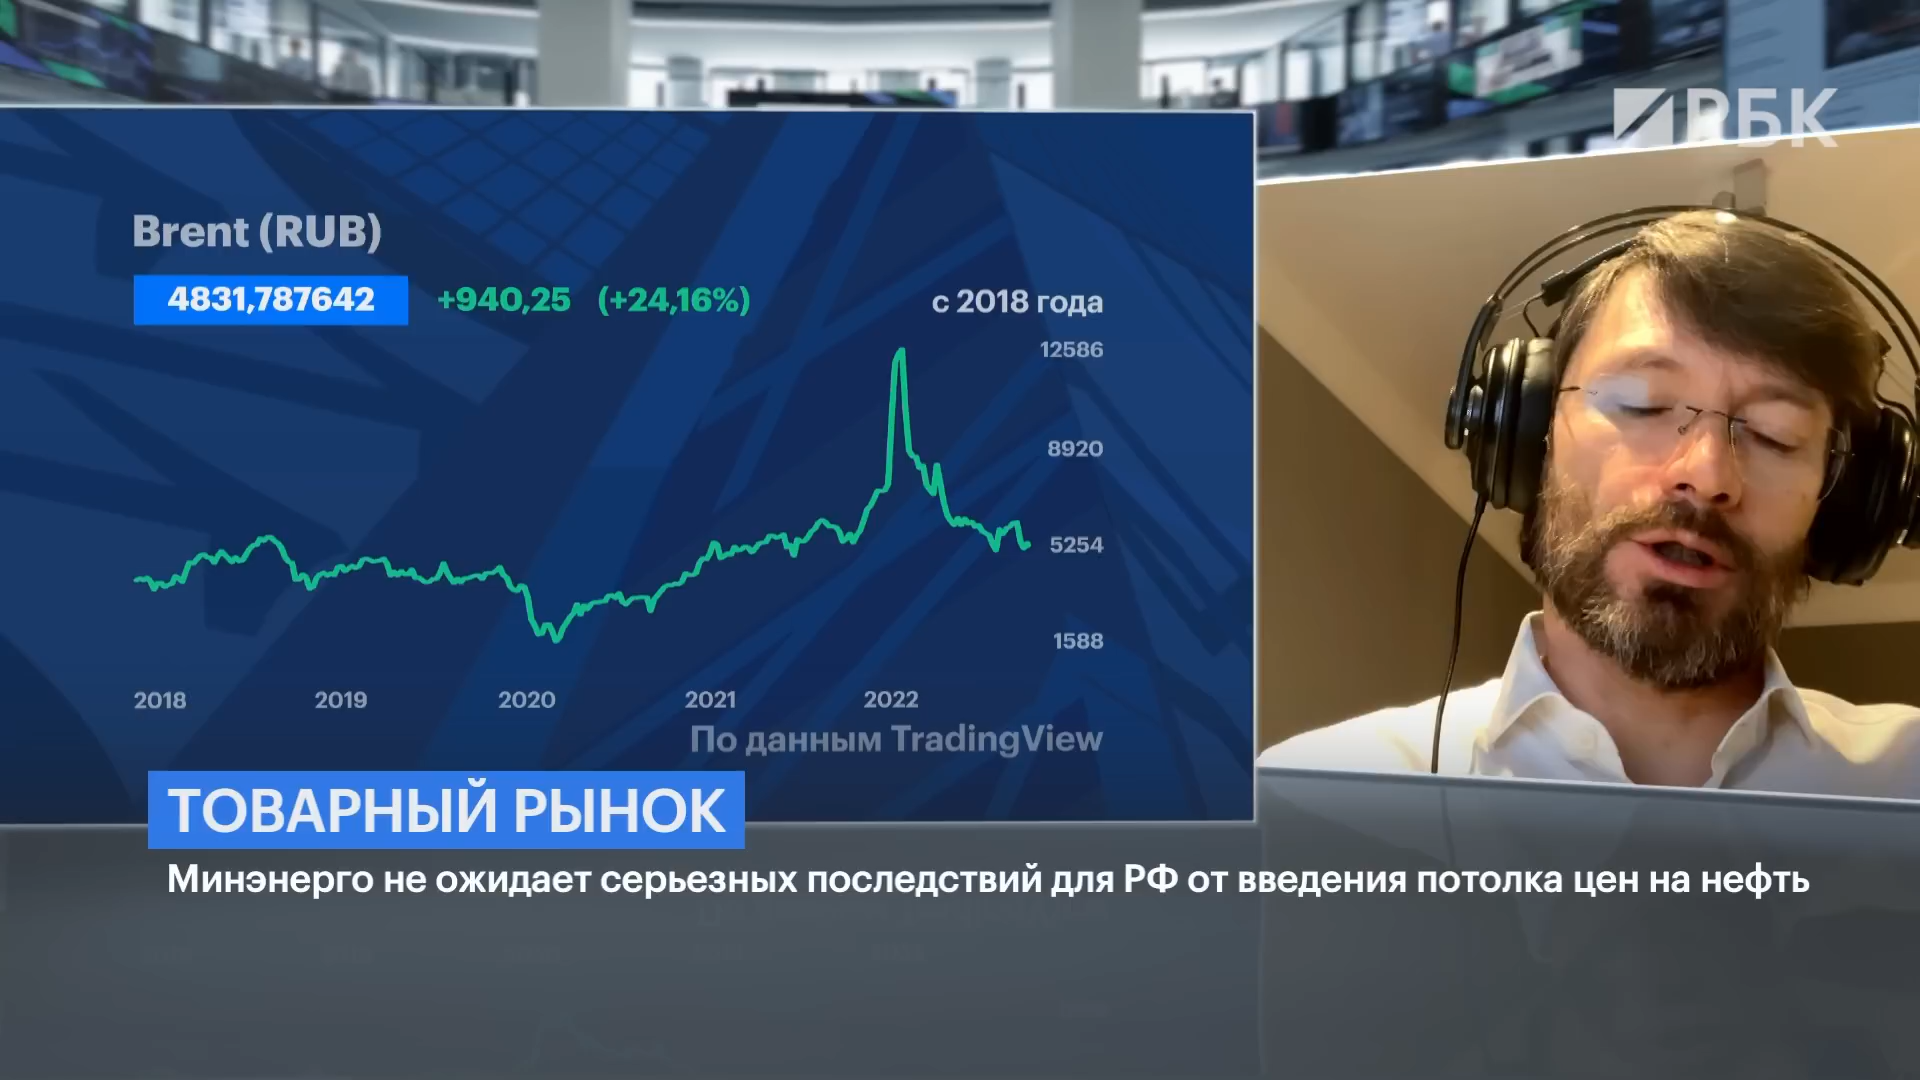 РБК
Brent (RUB)
4831,787642 +940,25 (+24,16%) с 2018 года
12586
8920
5254
1588
2018 2019 2020 2021 2022
По данным TradingView
ТОВАРНЫЙ РЫНОК
Минэнерго не ожидает серьезных последствий для РФ от введения потолка цен на нефть